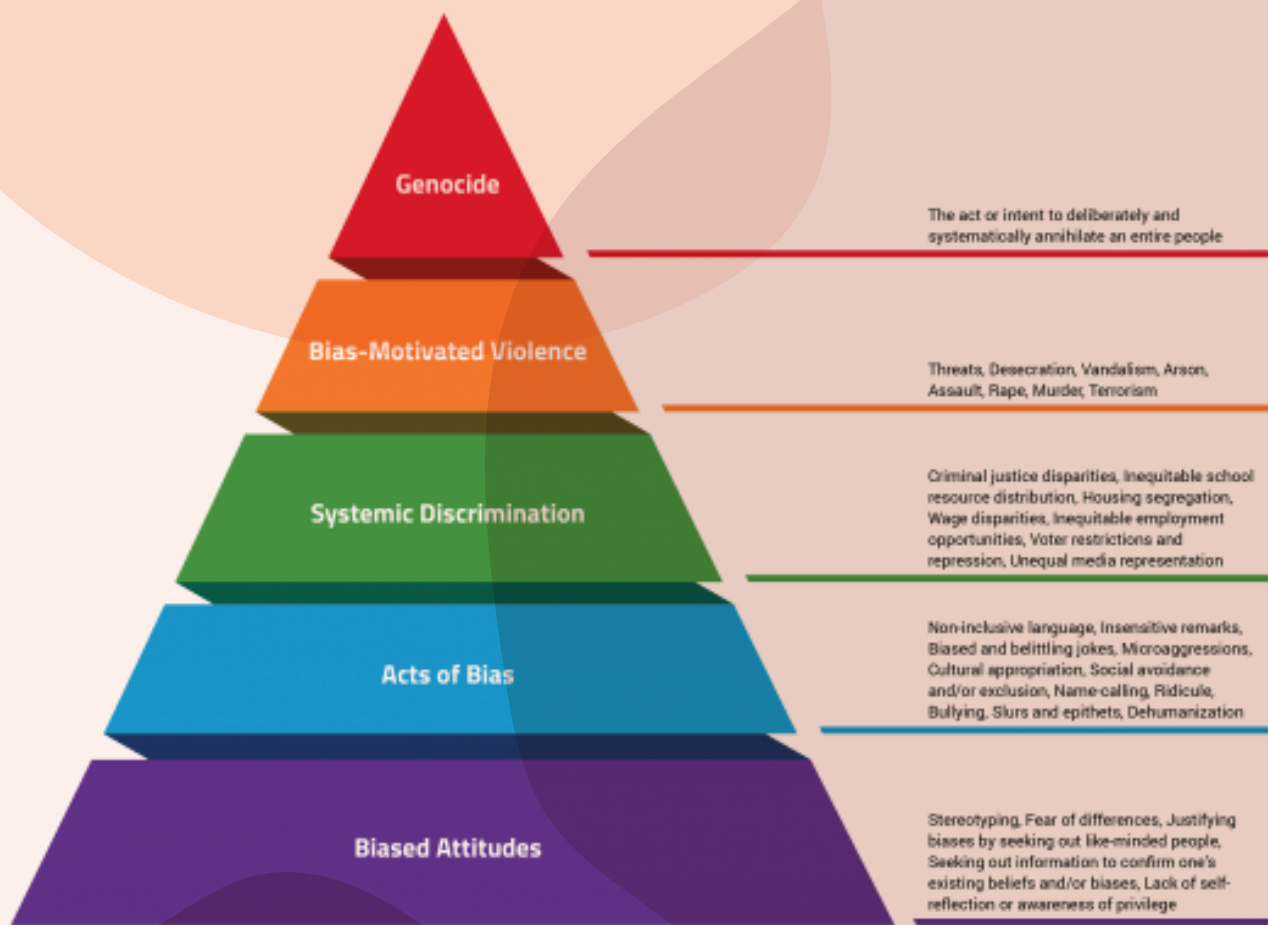 Genocide
The act or intent to deliberately and
systematically annihilate an entire people
Bias-Motivated Violence
Threats, Desecration, Vandalism, Arson,
Assault, Rape, Murder, Terrorism
Systemic Discrimination
Criminal justice disparities, Inequitable school
resource distribution, Housing segregation,
Wage disparities, Inequitable employment
opportunities, Voter restrictions and
repression, Unequal media representation
Acts of Bias
Non-inclusive language, Insensitive remarks,
Biased and belittling jokes, Microaggressions,
Cultural appropriation, Social avoidance
and/or exclusion, Name-calling, Ridicule,
Bullying, Slurs and epithets, Dehumanization
Biased Attitudes
Stereotyping, Fear of differences, Justifying
biases by seeking out like-minded people,
Seeking out information to confirm one's
existing beliefs and/or biases, Lack of self-
reflection or awareness of privilege